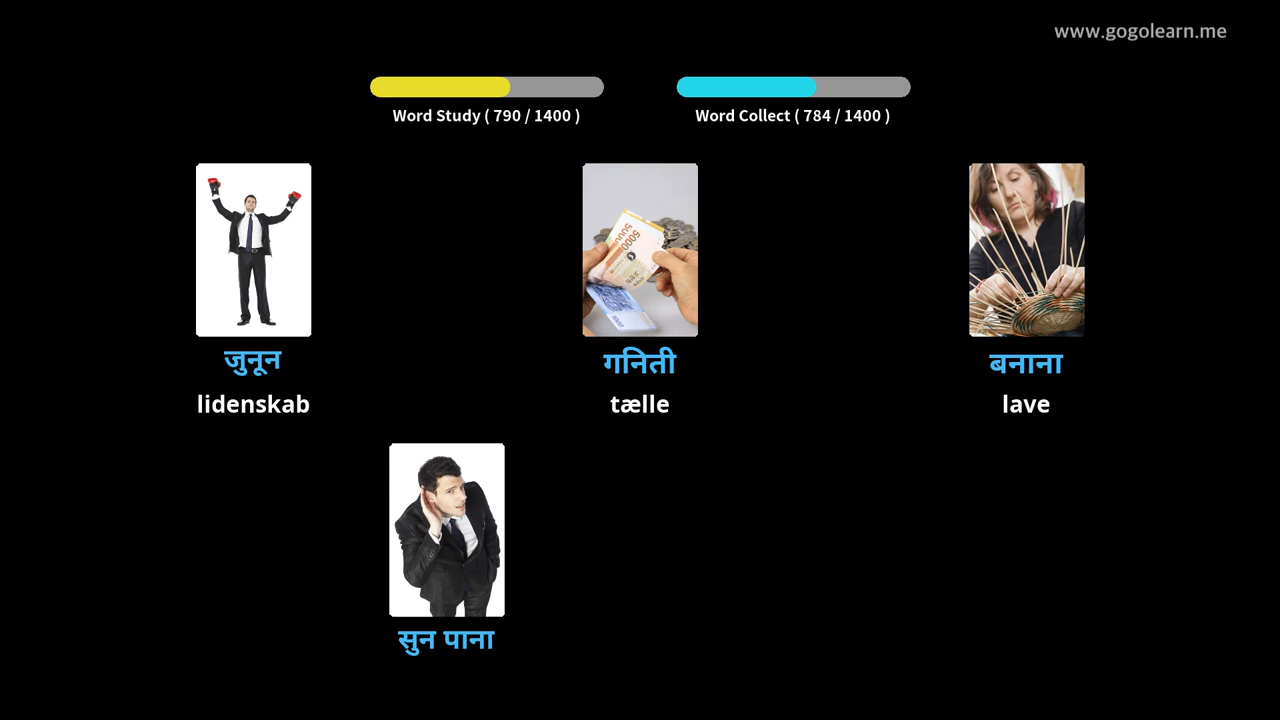 www.gogolearn.me
Word Study ( 790 / 1400 )
Word Collect ( 784 / 1400 )
जुनून
गनिती
बनाना
lidenskab
tælle
lave
सुन पाना